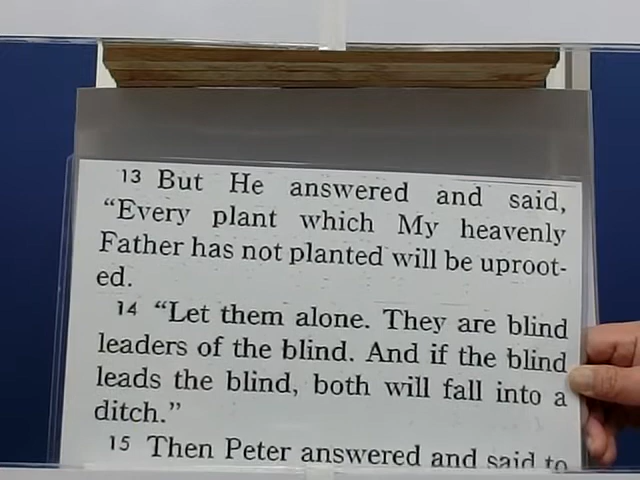 13 But He answered and said,
“Every plant which My heavenly
Father has not planted will be uproot-
ed.
14 “Let them alone. They are blind
leaders of the blind. And if the blind
leads the blind, both will fall into a
ditch.”
15 Then Peter answered and said to